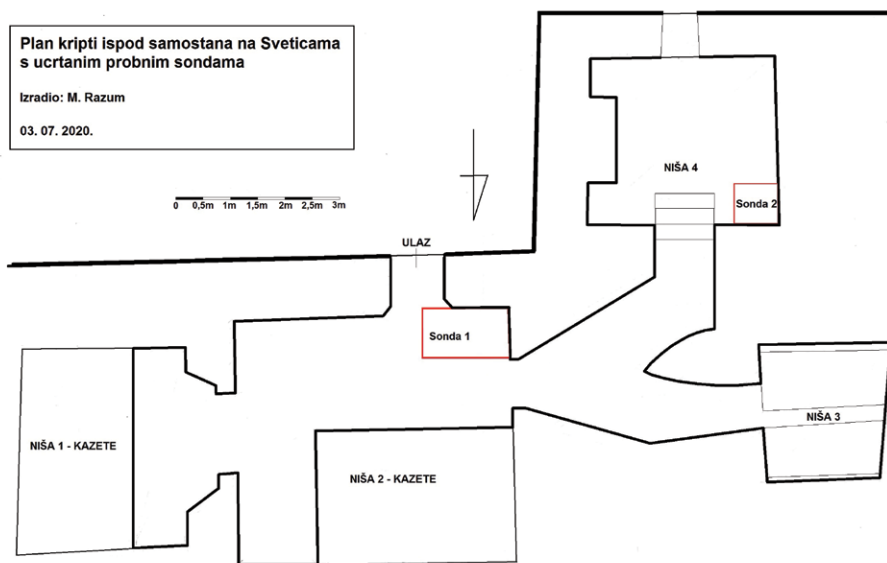 Plan kripti ispod samostana na Sveticama
s ucrtanim probnim sondama
Izradio: M. Razum
03. 07. 2020.
0 0,5m 1m 1,5m 2m 2,5m 3m
NIŠA 4
Sonda 2
ULAZ
Sonda 1
NIŠA 3
NIŠA 1 - KAZETE
NIŠA 2 - KAZETE